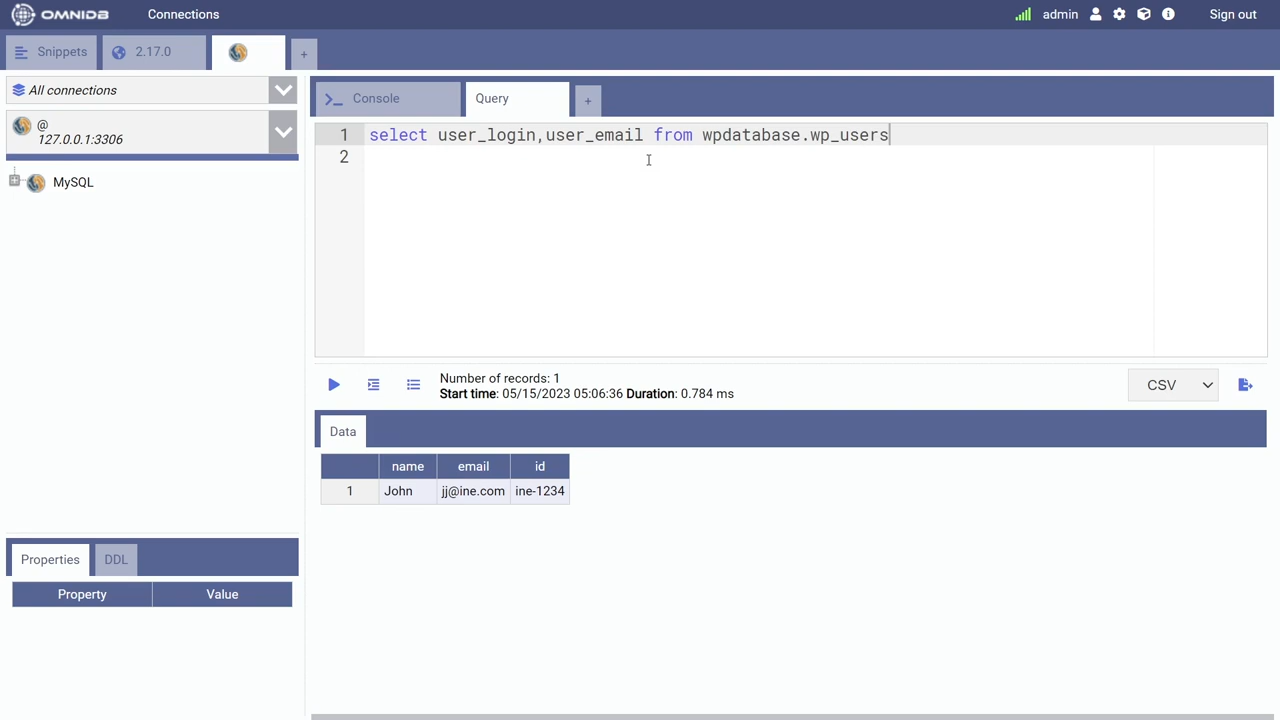 OMNIDB
Connections
admin
Sign out
Snippets
2.17.0
+
All connections
@
127.0.0.1:3306
MySQL
Console
Query
+
1
select user_login,user_email from wpdatabase.wp_users
2
Number of records: 1
Start time: 05/15/2023 05:06:36 Duration: 0.784 ms
CSV
Data
name email id
1 John jj@ine.com ine-1234
Properties
DDL
Property Value